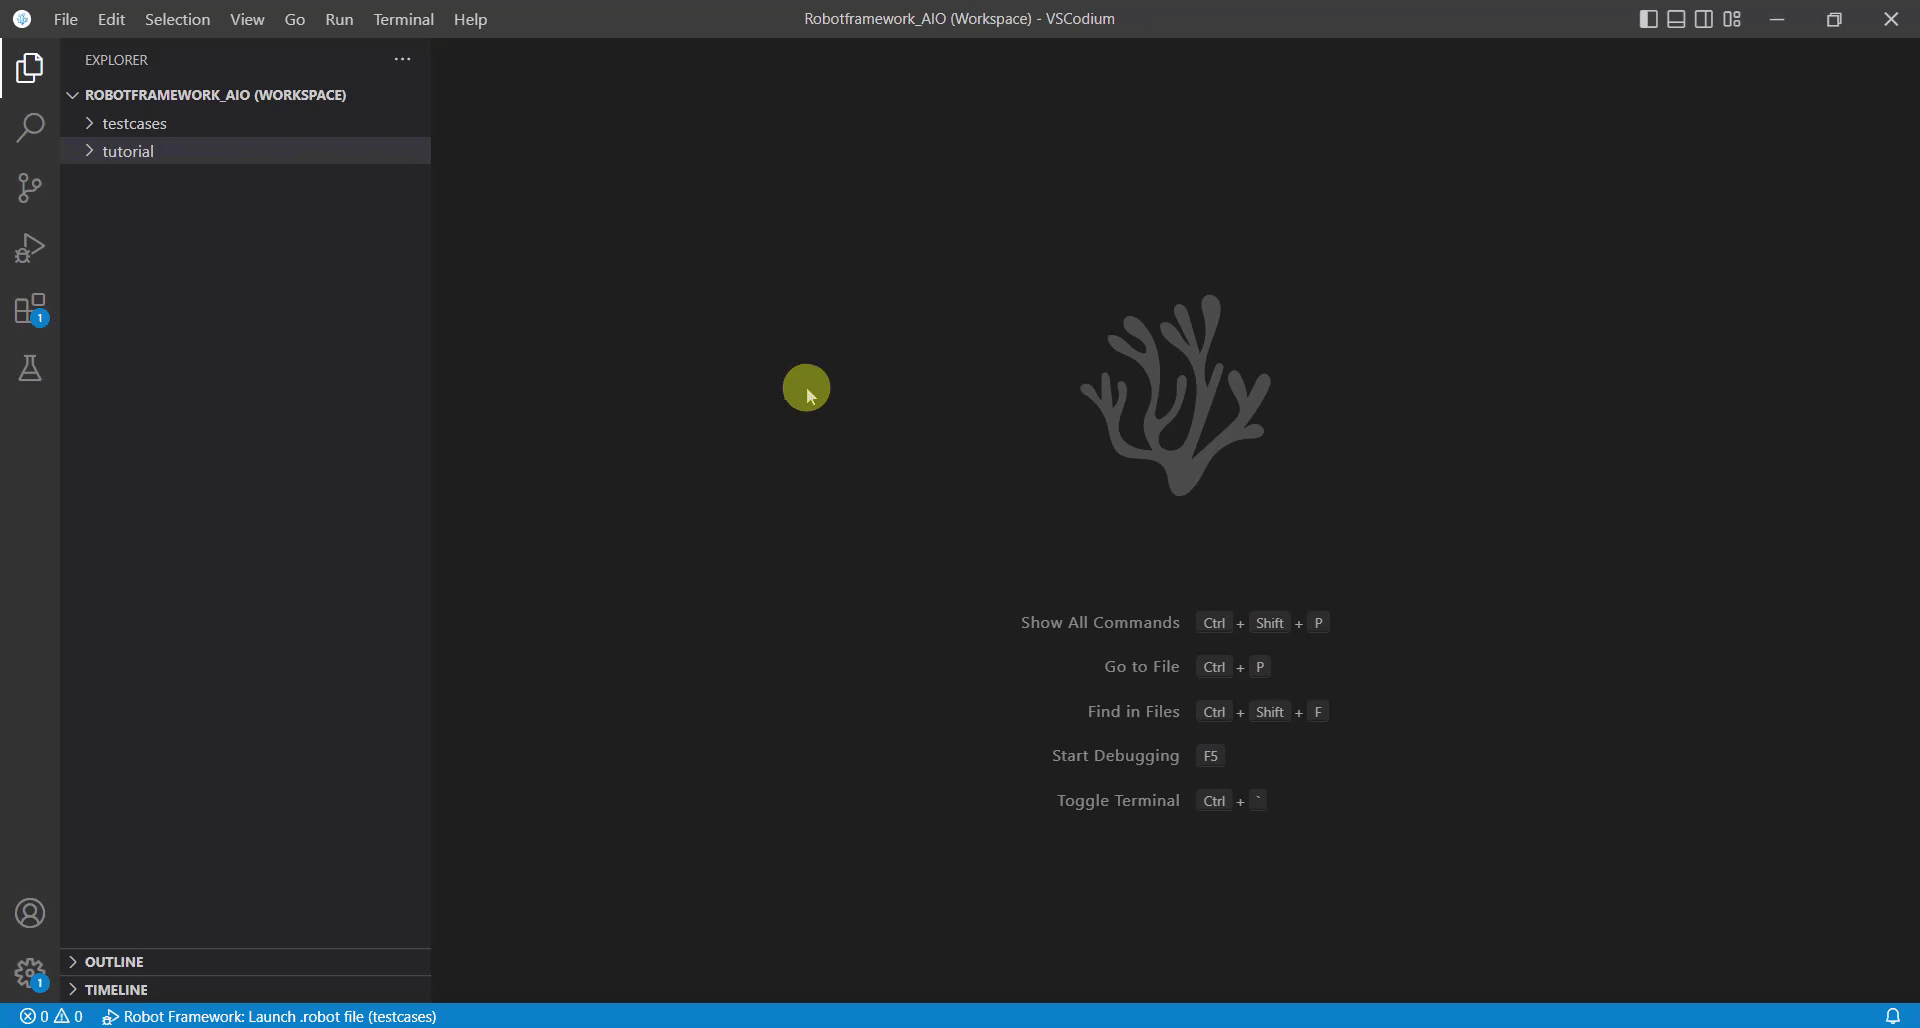 File Edit Selection View Go Run Terminal Help Robotframework_AIO (Workspace) - VSCodium
EXPLORER
ROBOTFRAMEWORK_AIO (WORKSPACE)
testcases
tutorial
1
Show All Commands Ctrl + Shift + P
Go to File Ctrl + P
Find in Files Ctrl + Shift + F
Start Debugging F5
Toggle Terminal Ctrl + `
OUTLINE
1
TIMELINE
0 0 Robot Framework: Launch .robot file (testcases)